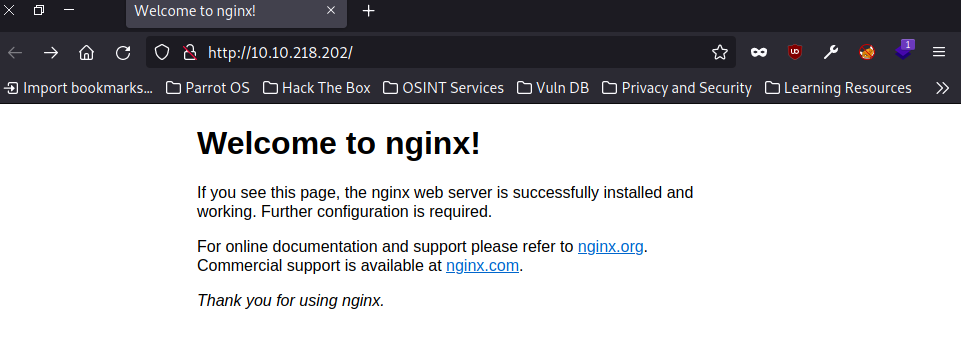 Welcome to nginx!
http://10.10.218.202/
UD
1
Import bookmarks...
Parrot OS
Hack The Box
OSINT Services
Vuln DB
Privacy and Security
Learning Resources
Welcome to nginx!
If you see this page, the nginx web server is successfully installed and
working. Further configuration is required.
For online documentation and support please refer to nginx.org.
Commercial support is available at nginx.com.
Thank you for using nginx.